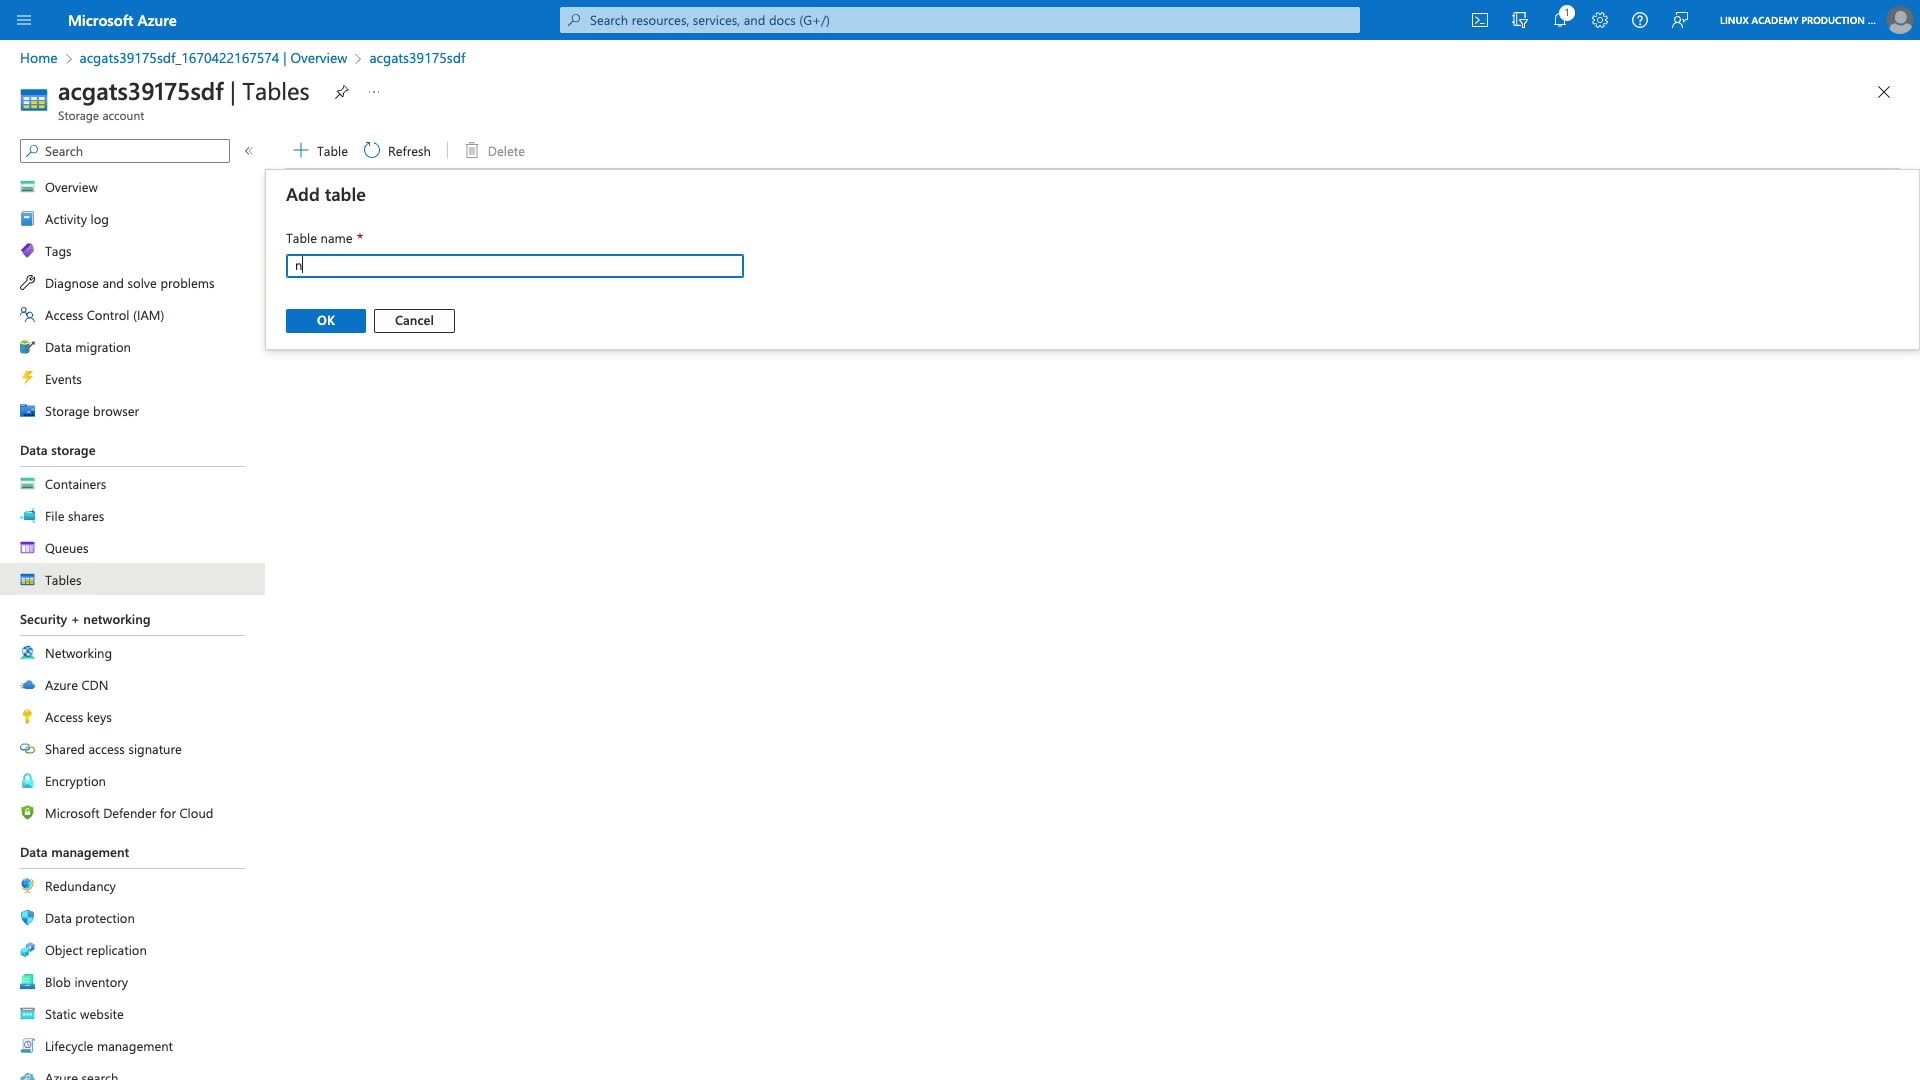 Microsoft Azure
Search resources, services, and docs (G+/)
1
LINUX ACADEMY PRODUCTION ...
Home > acgats39175sdf_1670422167574 | Overview > acgats39175sdf
acgats39175sdf | Tables
...
Storage account
Search
«
+ Table
Refresh
Delete
Add table
Table name *
n
OK
Cancel
Overview
Activity log
Tags
Diagnose and solve problems
Access Control (IAM)
Data migration
Events
Storage browser
Data storage
Containers
File shares
Queues
Tables
Security + networking
Networking
Azure CDN
Access keys
Shared access signature
Encryption
Microsoft Defender for Cloud
Data management
Redundancy
Data protection
Object replication
Blob inventory
Static website
Lifecycle management
Azure search